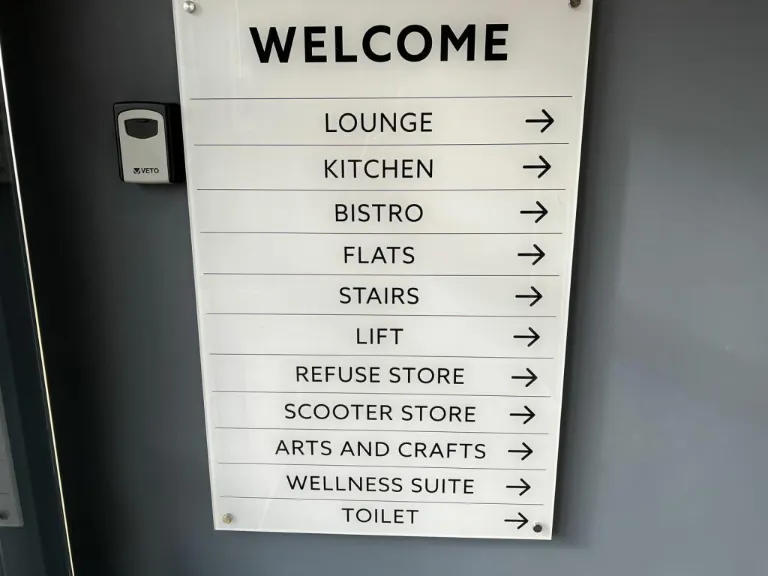 WELCOME
LOUNGE →
KITCHEN →
BISTRO →
FLATS →
STAIRS →
LIFT →
REFUSE STORE →
SCOOTER STORE →
ARTS AND CRAFTS →
WELLNESS SUITE →
TOILET →
VETO